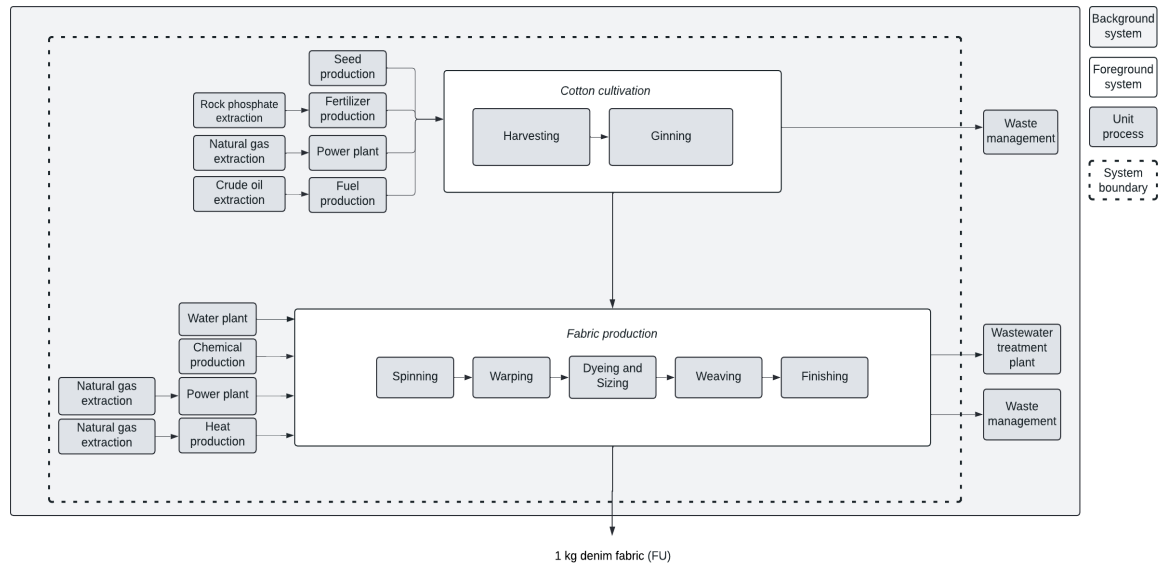 Background
system
Foreground
system
Unit
process
System
boundary
Seed
production
Rock phosphate
extraction
Fertilizer
production
Natural gas
extraction
Power plant
Crude oil
extraction
Fuel
production
Cotton cultivation
Harvesting
Ginning
Waste
management
Water plant
Chemical
production
Natural gas
extraction
Power plant
Natural gas
extraction
Heat
production
Fabric production
Spinning
Warping
Dyeing and
Sizing
Weaving
Finishing
Wastewater
treatment
plant
Waste
management
1 kg denim fabric (FU)